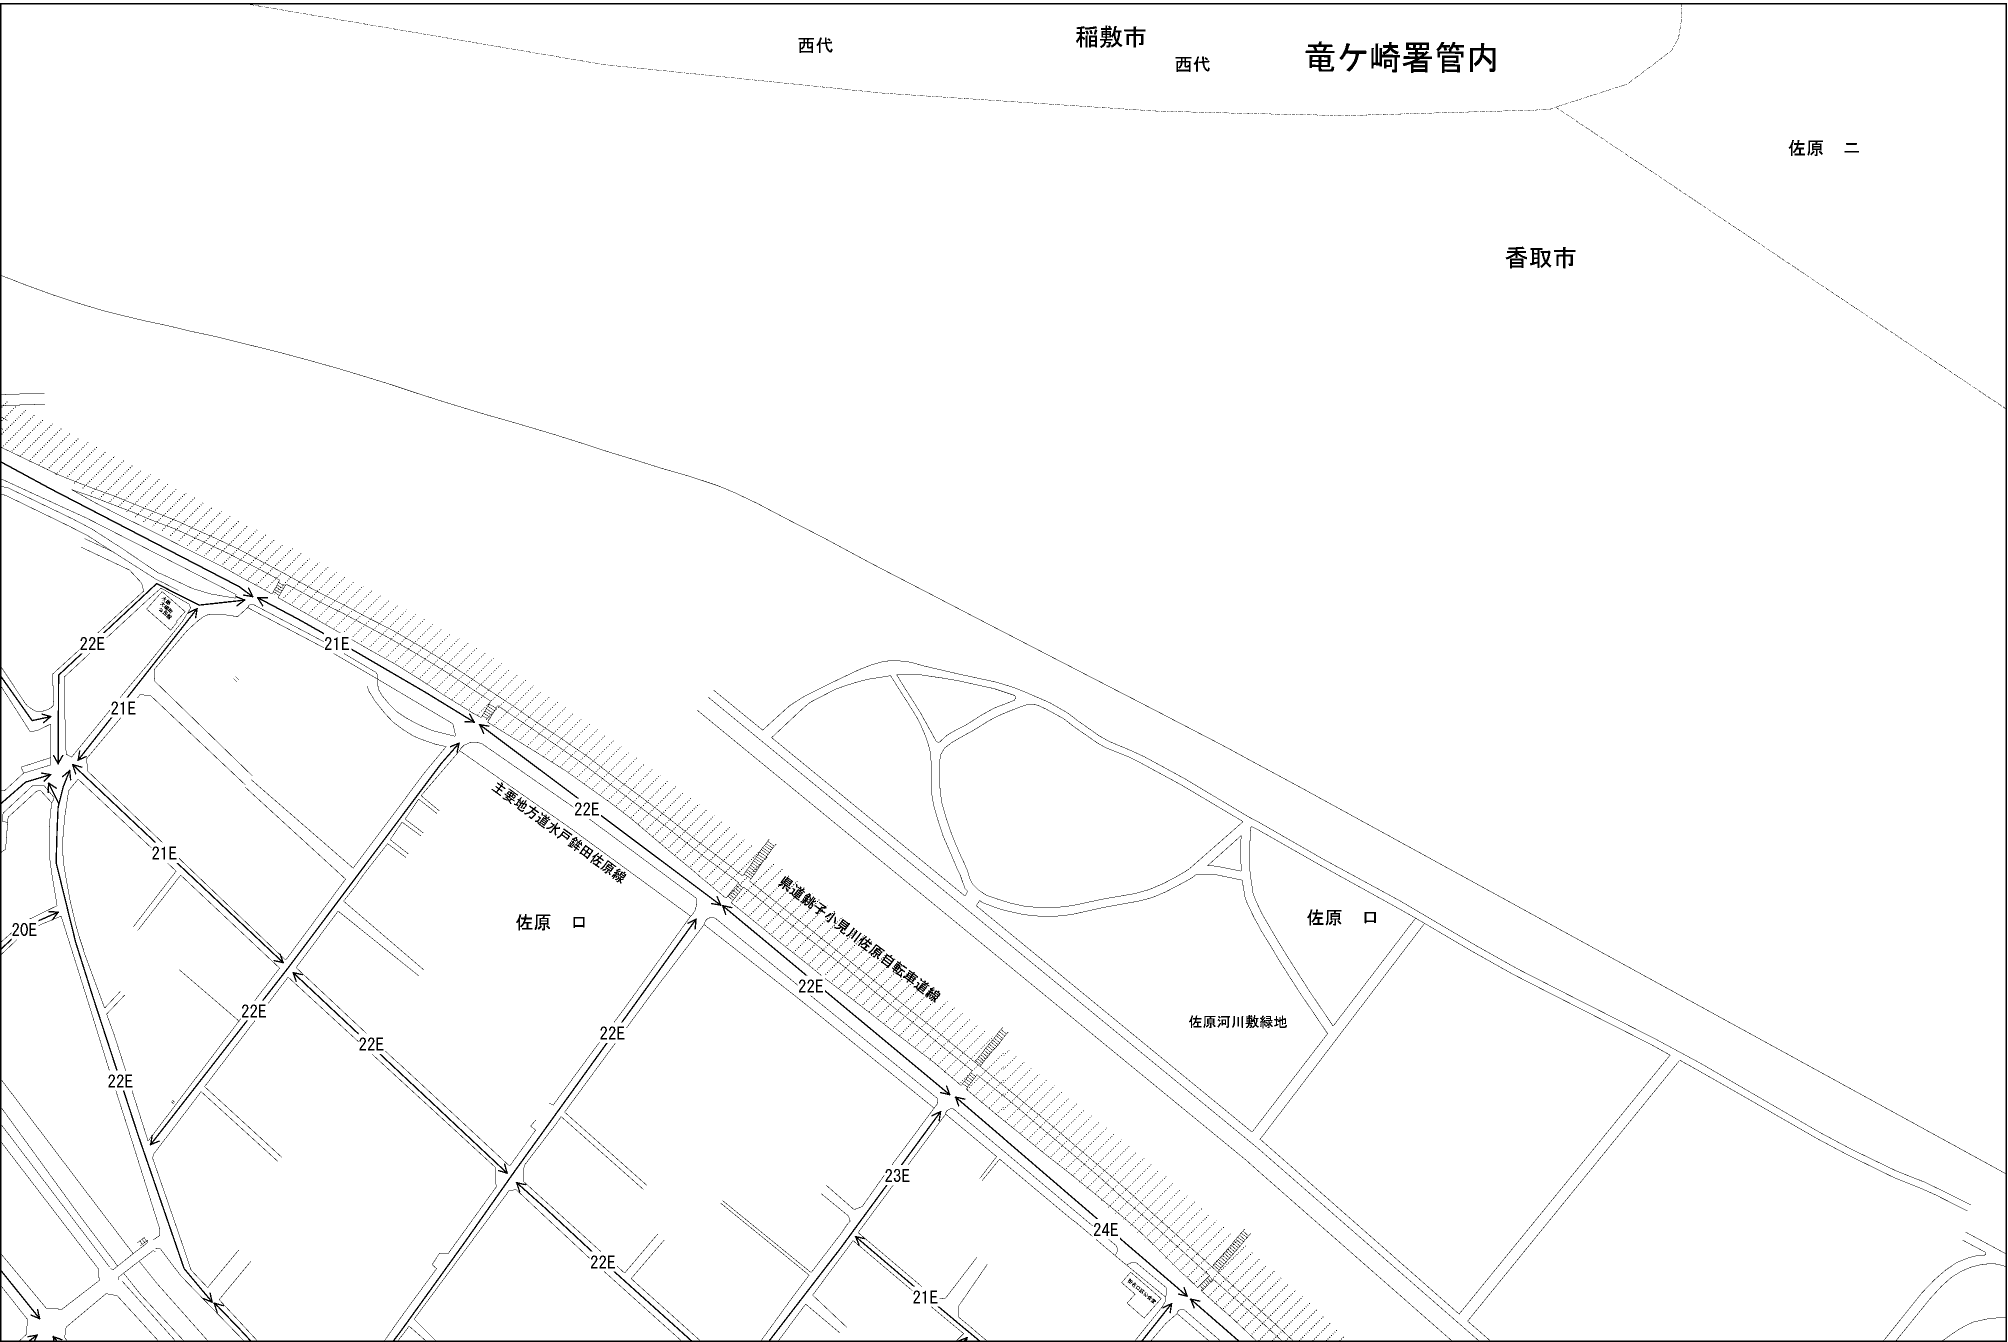 西代
稲敷市
西代
竜ケ崎署管内
佐原　ニ
香取市
22E
21E
21E
主要地方道水戸鉾田佐原線
22E
21E
県道銚子小見川佐原自転車道線
佐原　ロ
佐原　ロ
20E
22E
22E
佐原河川敷緑地
22E
22E
22E
23E
24E
22E
21E